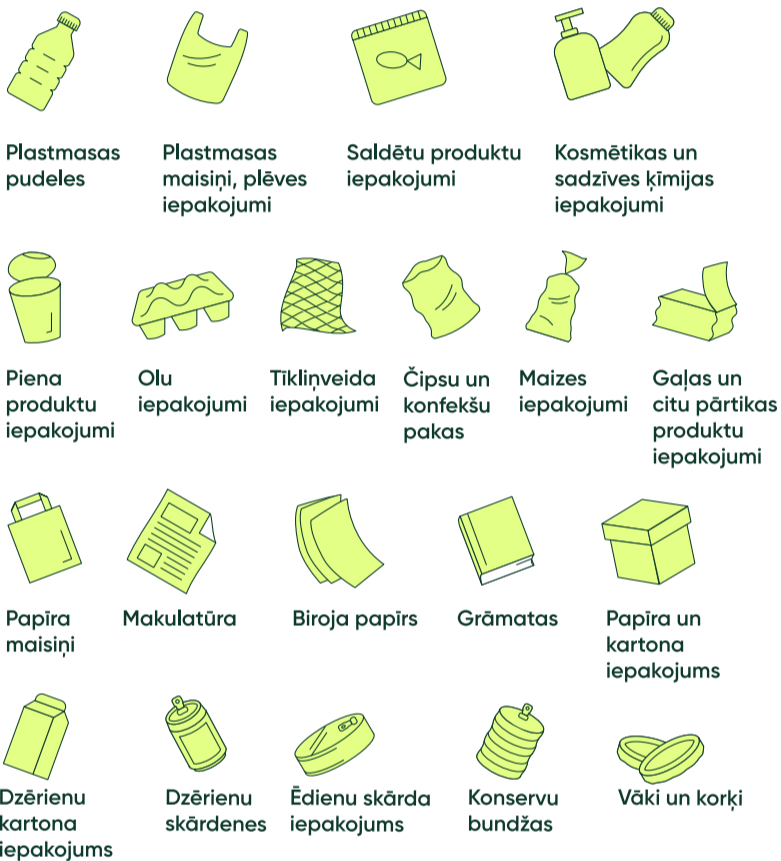 Plastmasas
pudeles
Plastmasas
maisiņi, plēves
iepakojumi
Saldētu produktu
iepakojumi
Kosmētikas un
sadzīves ķīmijas
iepakojumi
Piena
produktu
iepakojumi
Olu
iepakojumi
Tīkliņveida
iepakojumi
Čipsu un
konfekšu
pakas
Maizes
iepakojumi
Gaļas un
citu pārtikas
produktu
iepakojumi
Papīra
maisiņi
Makulatūra
Biroja papīrs
Grāmatas
Papīra un
kartona
iepakojums
Dzērienu
kartona
iepakojums
Dzērienu
skārdenes
Ēdienu skārda
iepakojums
Konservu
bundžas
Vāki un korķi